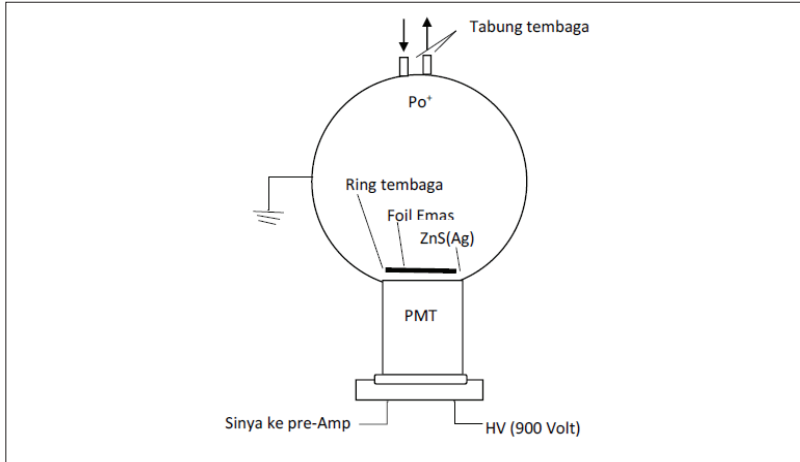 Tabung tembaga
Po⁺
Ring tembaga
Foil Emas
ZnS(Ag)
PMT
Sinya ke pre-Amp
HV (900 Volt)